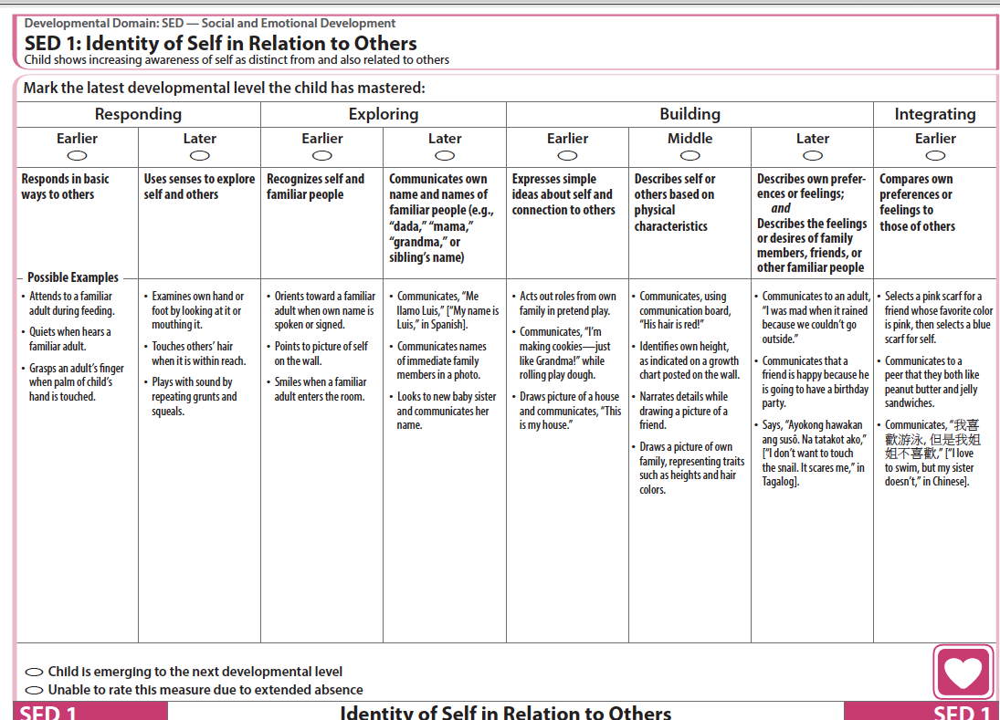 Developmental Domain: SED — Social and Emotional Development
SED 1: Identity of Self in Relation to Others
Child shows increasing awareness of self as distinct from and also related to others
Mark the latest developmental level the child has mastered:
Responding
Exploring
Building
Integrating
Earlier
Later
Earlier
Later
Earlier
Middle
Later
Earlier
Responds in basic
ways to others
Uses senses to explore
self and others
Recognizes self and
familiar people
Communicates own
name and names of
familiar people (e.g.,
“dada,” “mama,”
“grandma,” or
sibling’s name)
Expresses simple
ideas about self and
connection to others
Describes self or
others based on
physical
characteristics
Describes own prefer-
ences or feelings;
and
Describes the feelings
or desires of family
members, friends, or
other familiar people
Compares own
preferences or
feelings to
those of others
Possible Examples
• Attends to a familiar
adult during feeding.
• Quiets when hears a
familiar adult.
• Grasps an adult’s finger
when palm of child’s
hand is touched.
• Examines own hand or
foot by looking at it or
mouthing it.
• Touches others’ hair
when it is within reach.
• Plays with sound by
repeating grunts and
squeals.
• Orients toward a familiar
adult when own name is
spoken or signed.
• Points to picture of self
on the wall.
• Smiles when a familiar
adult enters the room.
• Communicates, “Me
llamo Luis,” [“My name is
Luis,” in Spanish].
• Communicates names
of immediate family
members in a photo.
• Looks to new baby sister
and communicates her
name.
• Acts out roles from own
family in pretend play.
• Communicates, “I’m
making cookies—just
like Grandma!” while
rolling play dough.
• Draws picture of a house
and communicates, “This
is my house.”
• Communicates, using
communication board,
“His hair is red!”
• Identifies own height,
as indicated on a growth
chart posted on the wall.
• Narrates details while
drawing a picture of a
friend.
• Draws a picture of own
family, representing traits
such as heights and hair
colors.
• Communicates to an adult,
“I was mad when it rained
because we couldn’t go
outside.”
• Communicates that a
friend is happy because he
is going to have a birthday
party.
• Says, “Ayokong hawakan
ang susô. Na tatakot ako,”
[“I don’t want to touch
the snail. It scares me,” in
Tagalog].
• Selects a pink scarf for a
friend whose favorite color
is pink, then selects a blue
scarf for self.
• Communicates to a
peer that they both like
peanut butter and jelly
sandwiches.
• Communicates, “我喜
歡游泳, 但是我姐
姐不喜歡,” [“I love
to swim, but my sister
doesn’t,” in Chinese].
Child is emerging to the next developmental level
Unable to rate this measure due to extended absence
SED 1
Identity of Self in Relation to Others
SED 1